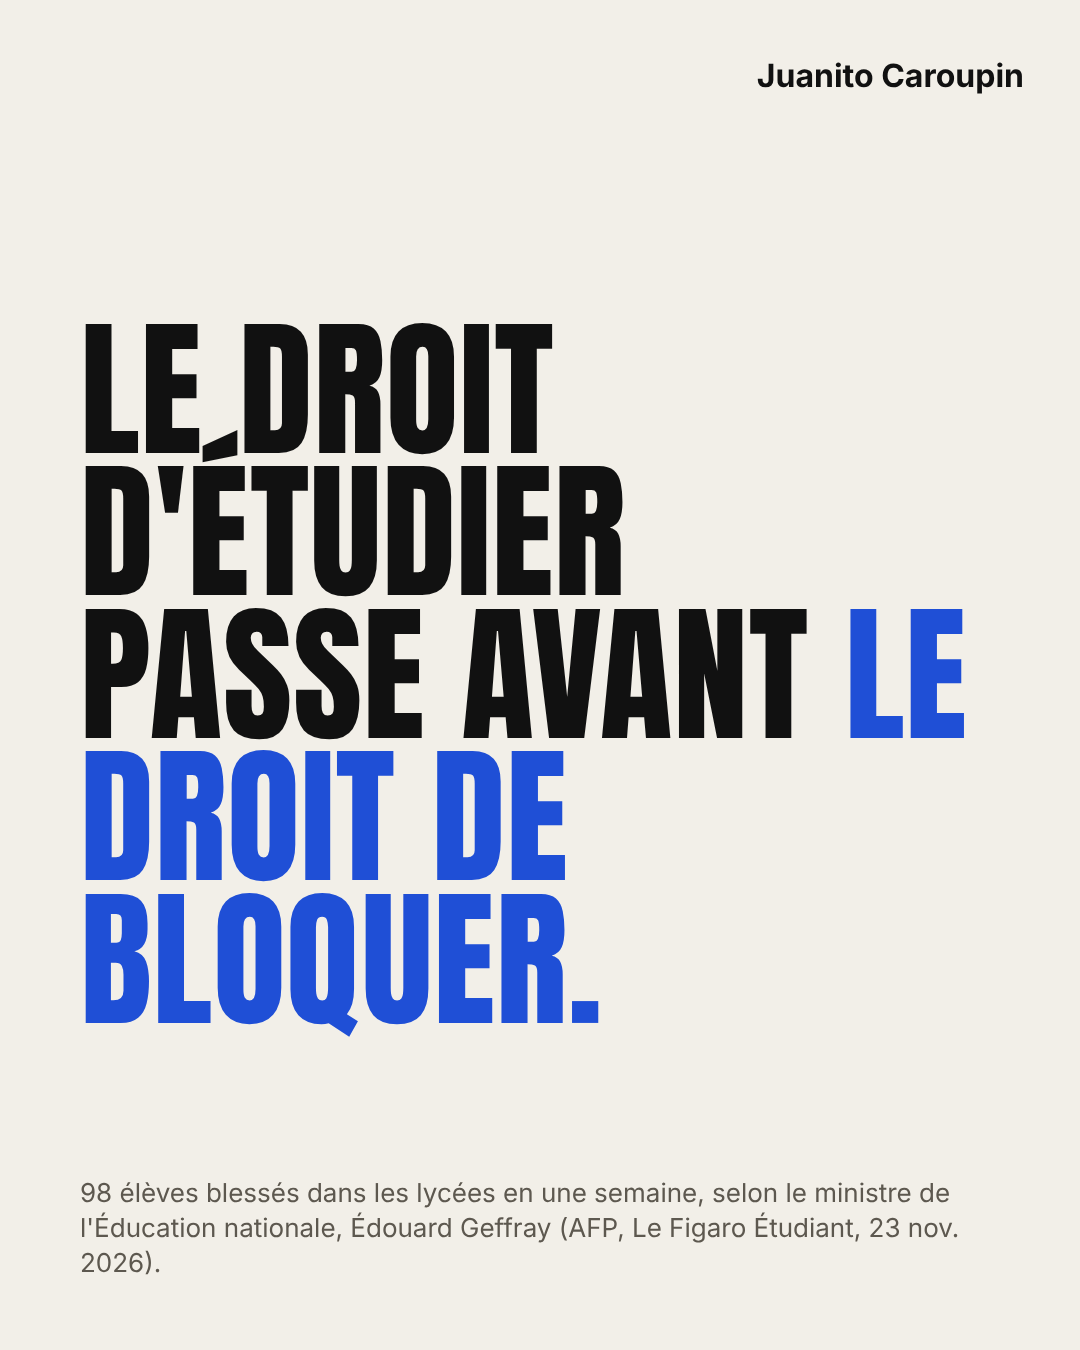 Juanito Caroupin
LE DROIT
D'ÉTUDIER
PASSE AVANT LE
DROIT DE
BLOQUER.
98 élèves blessés dans les lycées en une semaine, selon le ministre de
l'Éducation nationale, Édouard Geffray (AFP, Le Figaro Étudiant, 23 nov.
2026).